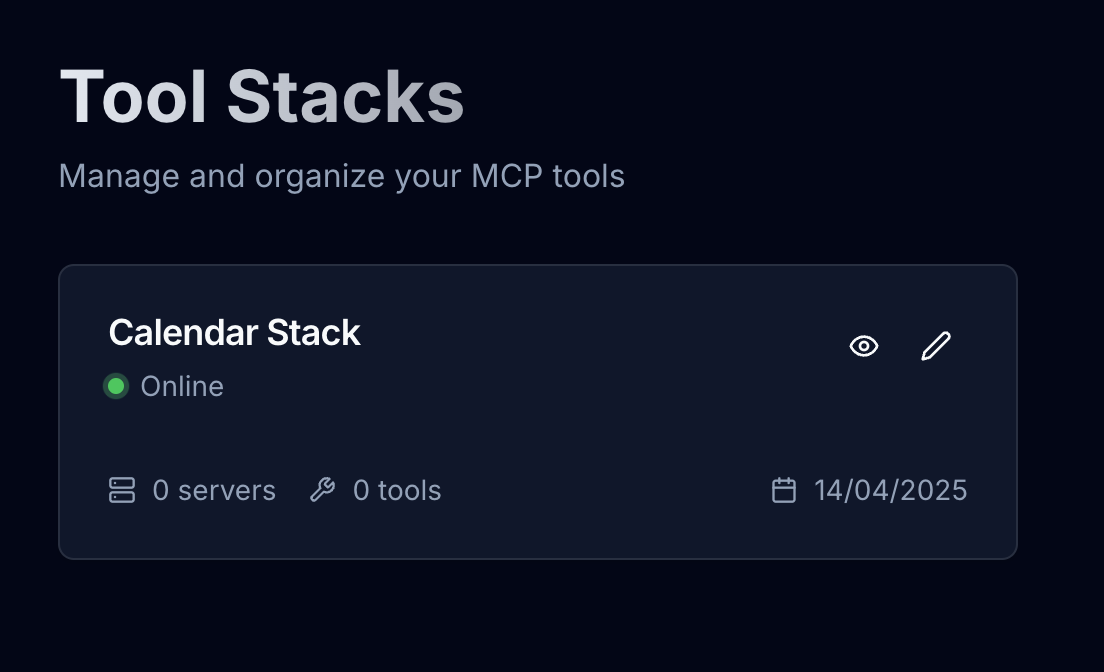 Tool Stacks
Manage and organize your MCP tools
Calendar Stack
Online
0 servers 0 tools 14/04/2025